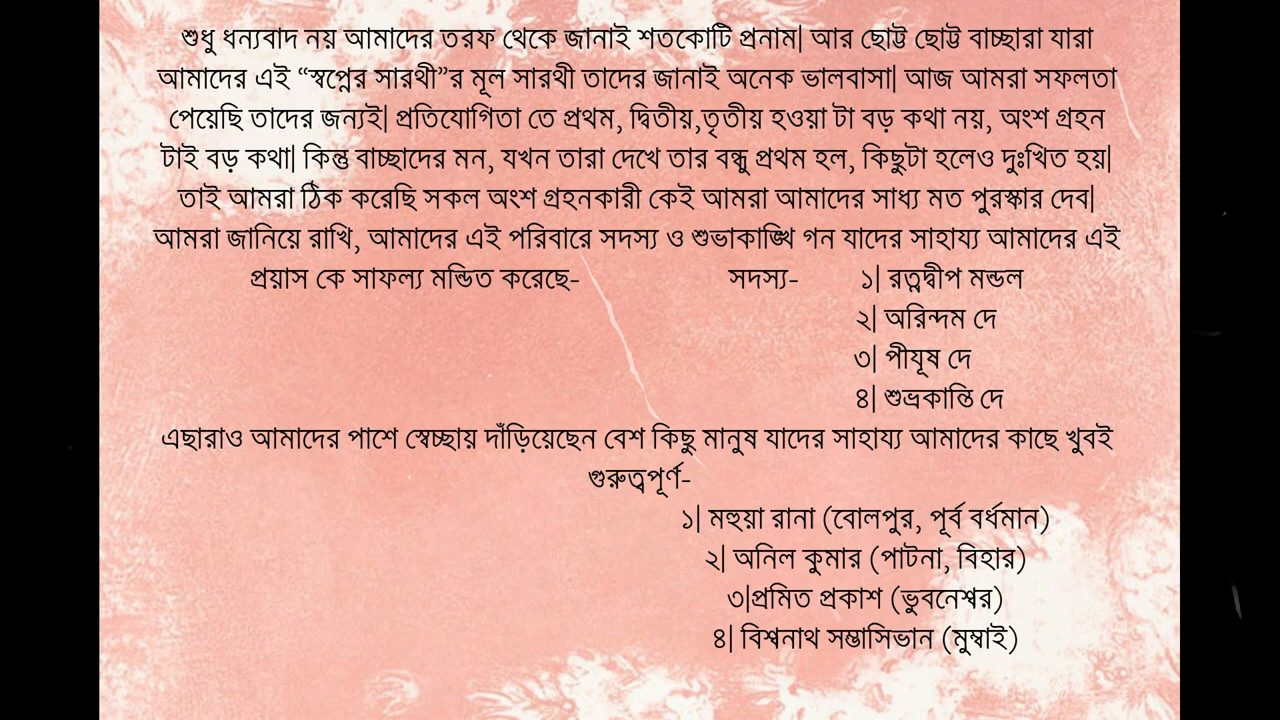 শুধু ধন্যবাদ নয় আমাদের তরফ থেকে জানাই শতকোটি প্রনাম| আর ছোট্ট ছোট্ট বাচ্ছারা যারা
আমাদের এই “স্বপ্নের সারথী”র মূল সারথী তাদের জানাই অনেক ভালবাসা| আজ আমরা সফলতা
পেয়েছি তাদের জন্যই| প্রতিযোগিতা তে প্রথম, দ্বিতীয়,তৃতীয় হওয়া টা বড় কথা নয়, অংশ গ্রহন
টাই বড় কথা| কিন্তু বাচ্ছাদের মন, যখন তারা দেখে তার বন্ধু প্রথম হল, কিছুটা হলেও দুঃখিত হয়|
তাই আমরা ঠিক করেছি সকল অংশ গ্রহনকারী কেই আমরা আমাদের সাধ্য মত পুরস্কার দেব|
আমরা জানিয়ে রাখি, আমাদের এই পরিবারে সদস্য ও শুভাকাঙ্খি গন যাদের সাহায্য আমাদের এই
প্রয়াস কে সাফল্য মন্ডিত করেছে- সদস্য- ১| রত্নদ্বীপ মন্ডল
২| অরিন্দম দে
৩| পীযূষ দে
৪| শুভ্রকান্তি দে
এছারাও আমাদের পাশে স্বেচ্ছায় দাঁড়িয়েছেন বেশ কিছু মানুষ যাদের সাহায্য আমাদের কাছে খুবই
গুরুত্বপূর্ণ-
১| মহুয়া রানা (বোলপুর, পূর্ব বর্ধমান)
২| অনিল কুমার (পাটনা, বিহার)
৩|প্রমিত প্রকাশ (ভুবনেশ্বর)
৪| বিশ্বনাথ সম্ভাসিভান (মুম্বাই)